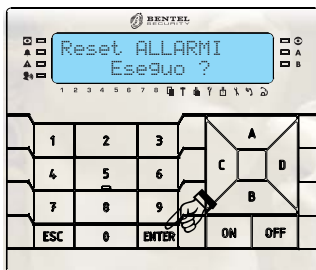 BENTEL
SECURITY
Reset ALLARMI
Eseguo ?
A
B
1 2 3 4 5 6 7 8
1 2 3
4 5 6
7 8 9
ESC 0 ENTER
A
C D
B
ON OFF